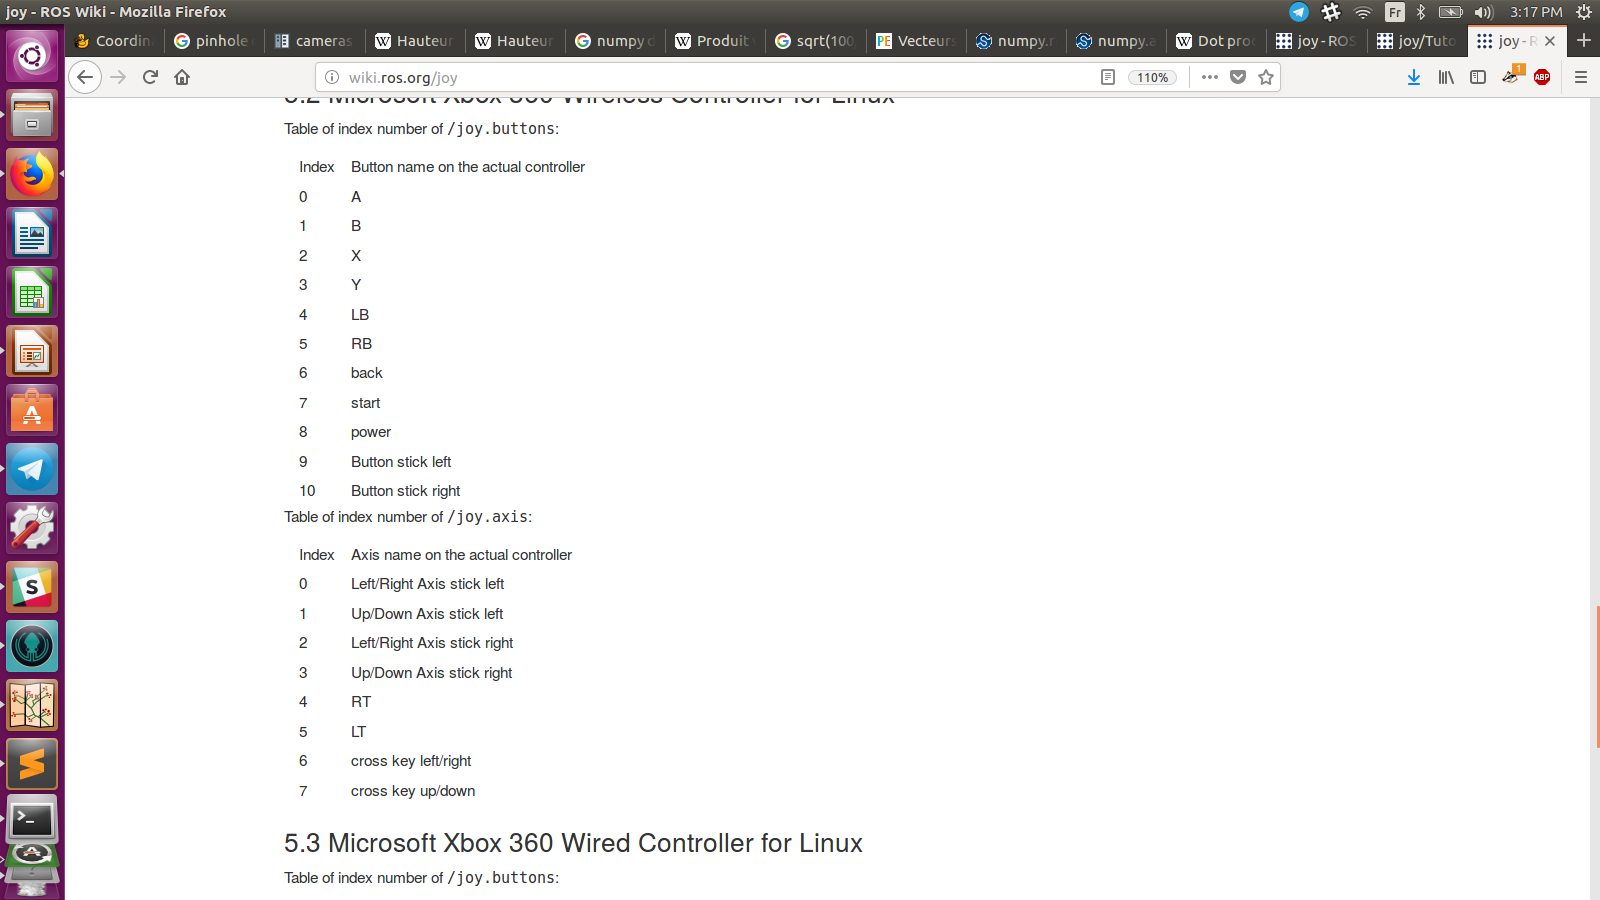 joy - ROS Wiki - Mozilla Firefox
Fr
3:17 PM
Coordin
pinhole
cameras
Hauteur
Hauteur
numpy d
Produit
sqrt(100
PE Vecteurs
numpy.r
numpy.a
Dot pro
joy - ROS
joy/Tuto
joy - R
wiki.ros.org/joy
110%
1
ABP
5.2 Microsoft Xbox 360 Wireless Controller for Linux
Table of index number of /joy.buttons:
Index Button name on the actual controller
0 A
1 B
2 X
3 Y
4 LB
5 RB
6 back
7 start
8 power
9 Button stick left
10 Button stick right
Table of index number of /joy.axis:
Index Axis name on the actual controller
0 Left/Right Axis stick left
1 Up/Down Axis stick left
2 Left/Right Axis stick right
3 Up/Down Axis stick right
4 RT
5 LT
6 cross key left/right
7 cross key up/down
5.3 Microsoft Xbox 360 Wired Controller for Linux
Table of index number of /joy.buttons: